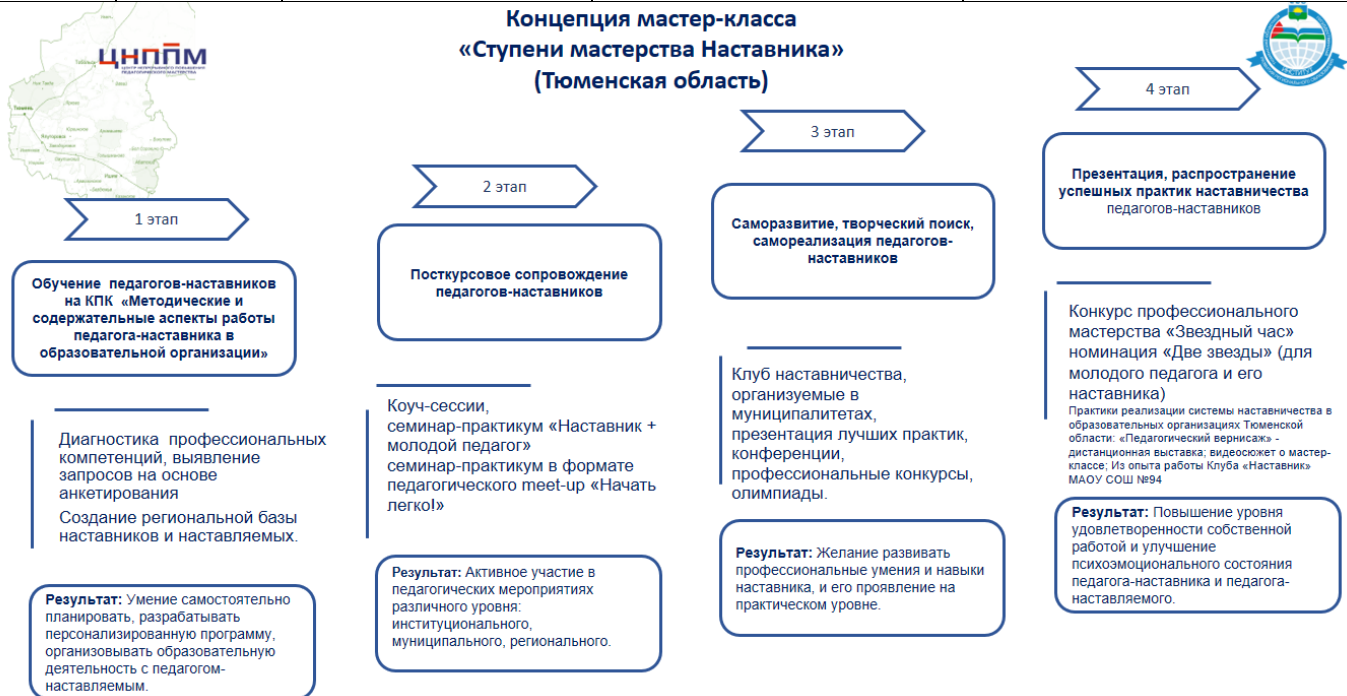 Концепция мастер-класса
«Ступени мастерства Наставника»
(Тюменская область)
ЦНППМ
ЦЕНТР НЕПРЕРЫВНОГО ПОВЫШЕНИЯ
ПЕДАГОГИЧЕСКОГО МАСТЕРСТВА
Тюмень
ИНСТИТУТ
1 этап
Обучение педагогов-наставников
на КПК «Методические и
содержательные аспекты работы
педагога-наставника в
образовательной организации»
Диагностика профессиональных
компетенций, выявление
запросов на основе
анкетирования
Создание региональной базы
наставников и наставляемых.
Результат: Умение самостоятельно
планировать, разрабатывать
персонализированную программу,
организовывать образовательную
деятельность с педагогом-
наставляемым.
2 этап
Посткурсовое сопровождение
педагогов-наставников
Коуч-сессии,
семинар-практикум «Наставник +
молодой педагог»
семинар-практикум в формате
педагогического meet-up «Начать
легко!»
Результат: Активное участие в
педагогических мероприятиях
различного уровня:
институционального,
муниципального, регионального.
3 этап
Саморазвитие, творческий поиск,
самореализация педагогов-
наставников
Клуб наставничества,
организуемые в
муниципалитетах,
презентация лучших практик,
конференции,
профессиональные конкурсы,
олимпиады.
Результат: Желание развивать
профессиональные умения и навыки
наставника, и его проявление на
практическом уровне.
4 этап
Презентация, распространение
успешных практик наставничества
педагогов-наставников
Конкурс профессионального
мастерства «Звездный час»
номинация «Две звезды» (для
молодого педагога и его
наставника)
Практики реализации системы наставничества в
образовательных организациях Тюменской
области: «Педагогический вернисаж» -
дистанционная выставка; видеосюжет о мастер-
классе; Из опыта работы Клуба «Наставник»
МАОУ СОШ №94
Результат: Повышение уровня
удовлетворенности собственной
работой и улучшение
психоэмоционального состояния
педагога-наставника и педагога-
наставляемого.